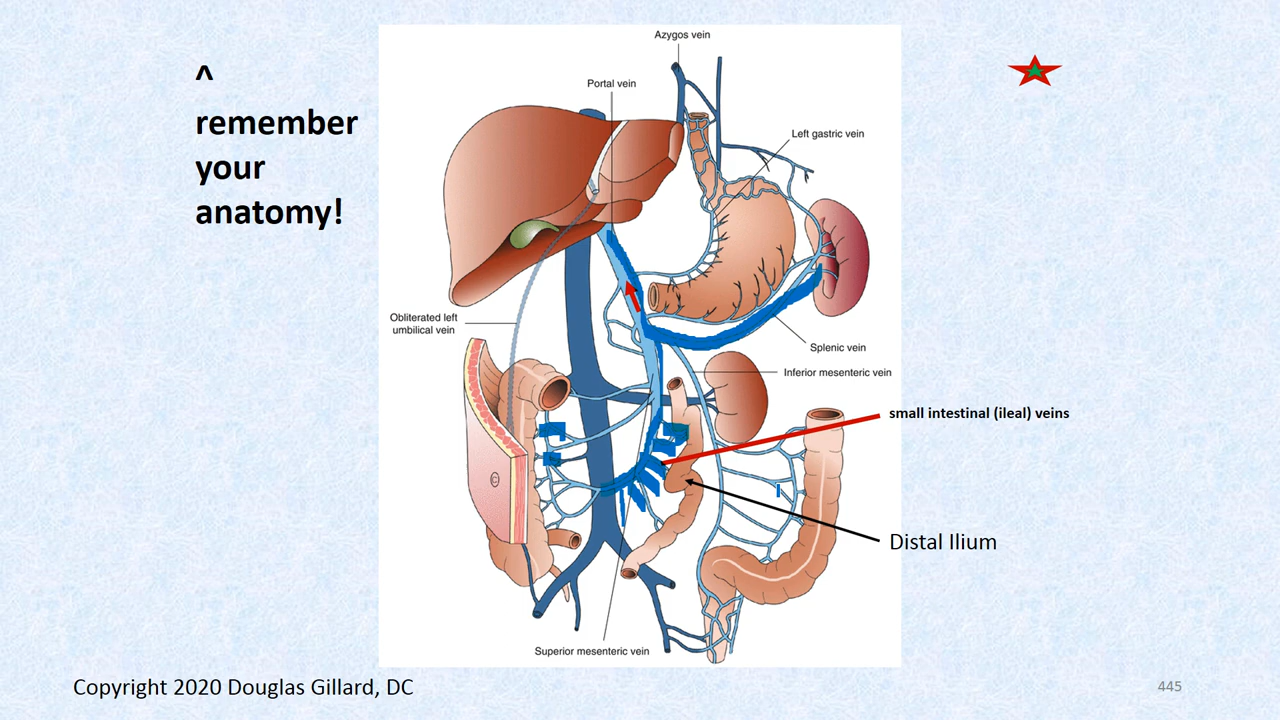 ^
remember
your
anatomy!
Azygos vein
Portal vein
Left gastric vein
Obliterated left
umbilical vein
Splenic vein
Inferior mesenteric vein
small intestinal (ileal) veins
Distal Ilium
Superior mesenteric vein
©
Copyright 2020 Douglas Gillard, DC
445